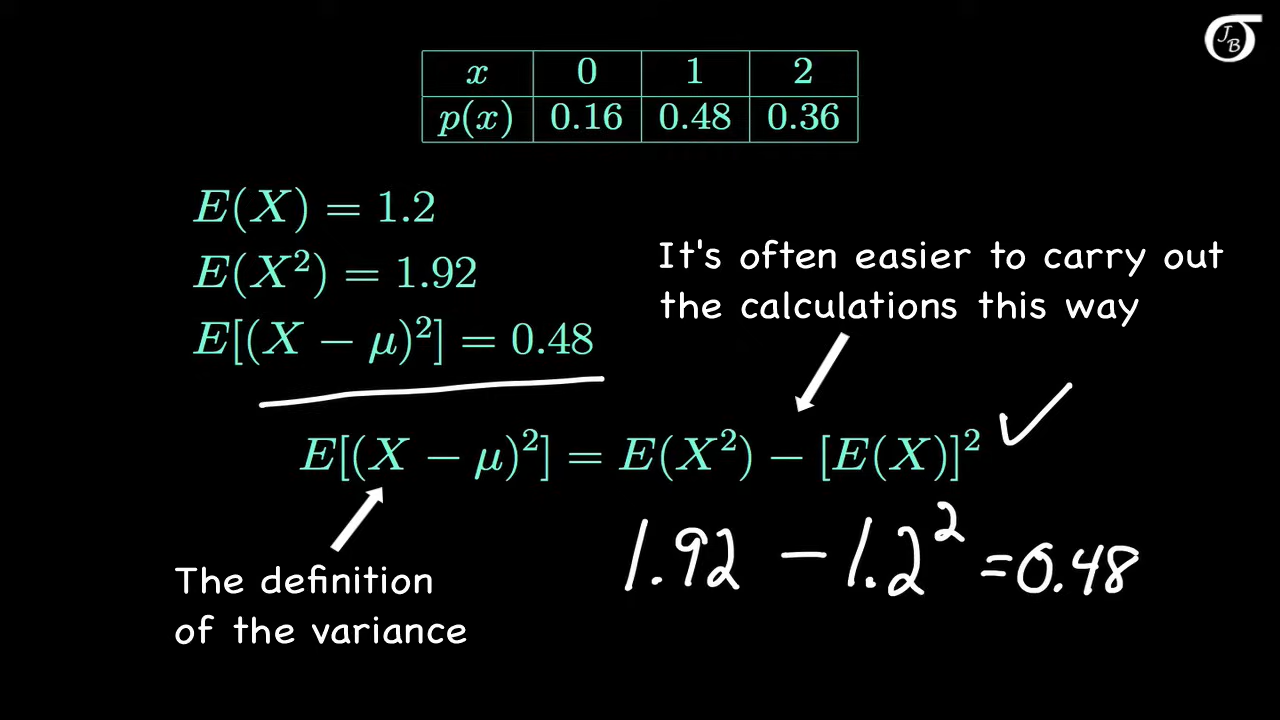 JB
x 0 1 2
p(x) 0.16 0.48 0.36
E(X) = 1.2
E(X²) = 1.92
E[(X − μ)²] = 0.48
It's often easier to carry out
the calculations this way
E[(X − μ)²] = E(X²) − [E(X)]²
1.92 − 1.2² = 0.48
The definition
of the variance